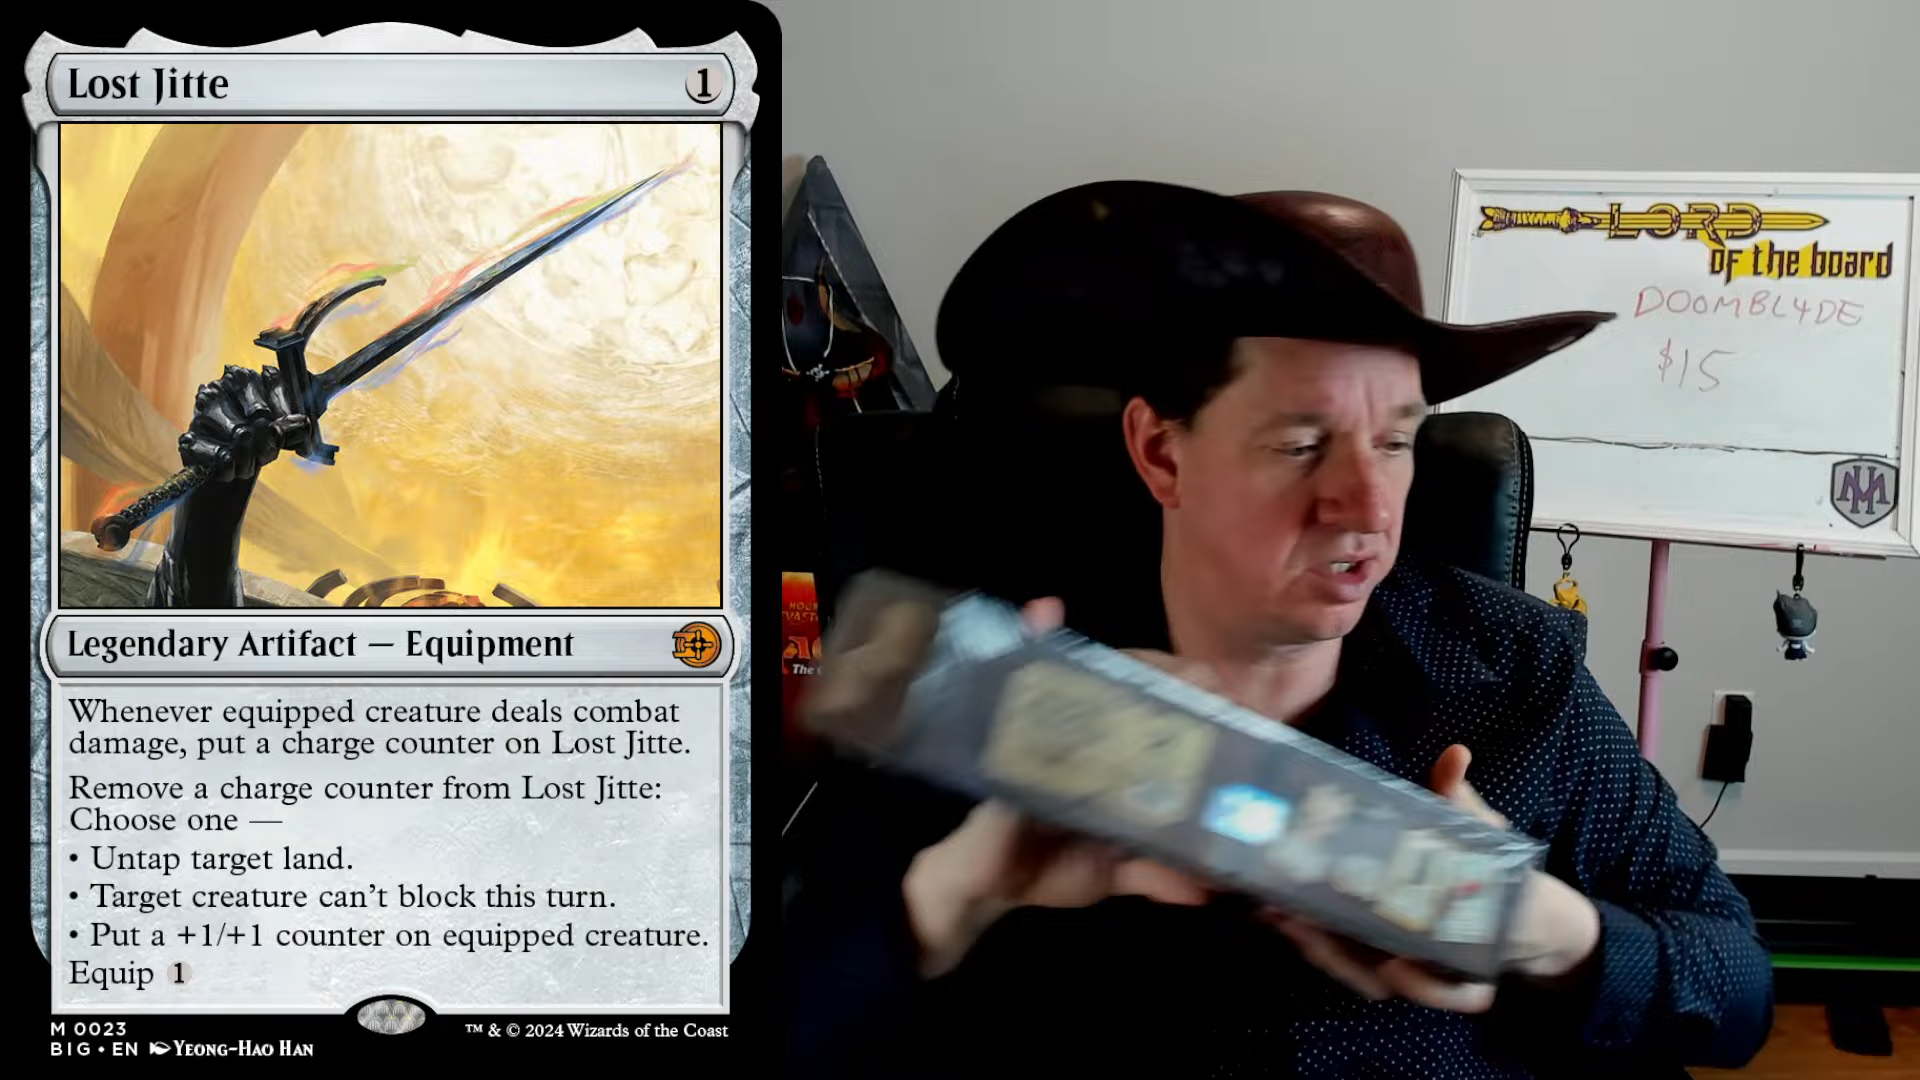 Lost Jitte 1
Legendary Artifact — Equipment
Whenever equipped creature deals combat
damage, put a charge counter on Lost Jitte.
Remove a charge counter from Lost Jitte:
Choose one —
• Untap target land.
• Target creature can't block this turn.
• Put a +1/+1 counter on equipped creature.
Equip 1
M 0023
BIG • EN Yeong-Hao Han
™ & © 2024 Wizards of the Coast
LORD
of the board
DOOMBL4DE
$15
HOUR
The